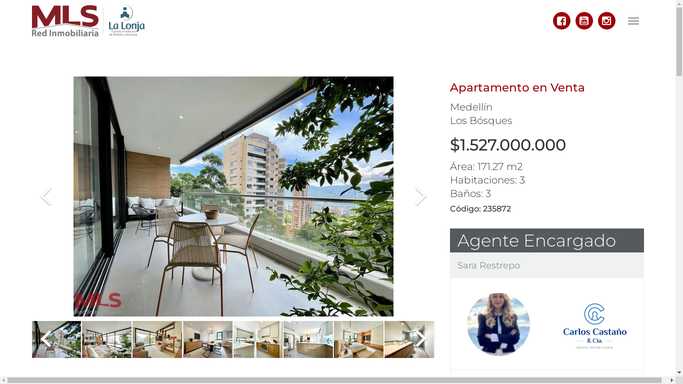 MLS
Red Inmobiliaria
La Lonja
Apartamento en Venta
Medellín
Los Bósques
$1.527.000.000
Área: 171.27 m2
Habitaciones: 3
Baños: 3
Código: 235872
Agente Encargado
Sara Restrepo
MLS
Carlos Castaño
& Cía.